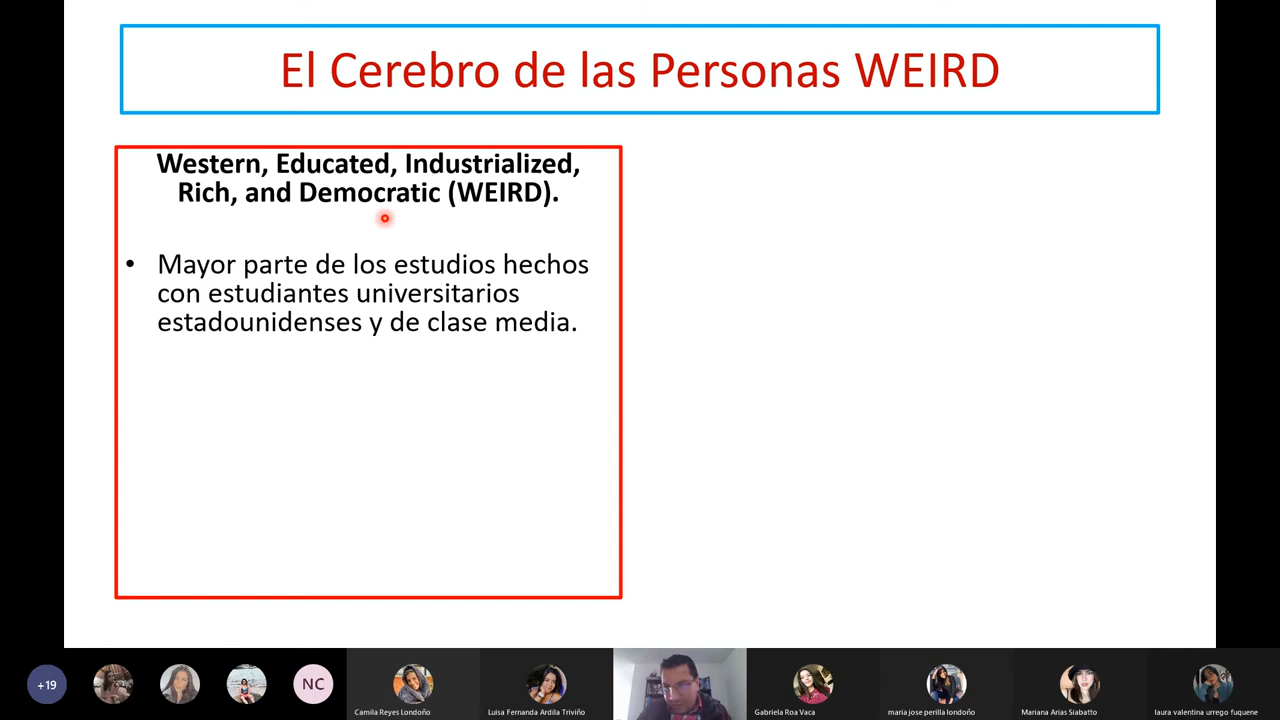 El Cerebro de las Personas WEIRD
Western, Educated, Industrialized,
Rich, and Democratic (WEIRD).
• Mayor parte de los estudios hechos
con estudiantes universitarios
estadounidenses y de clase media.
+19
NC
Camila Reyes Londoño
Luisa Fernanda Ardila Triviño
Gabriela Roa Vaca
maria jose perilla londoño
Mariana Arias Siabatto
laura valentina urrego fuquene